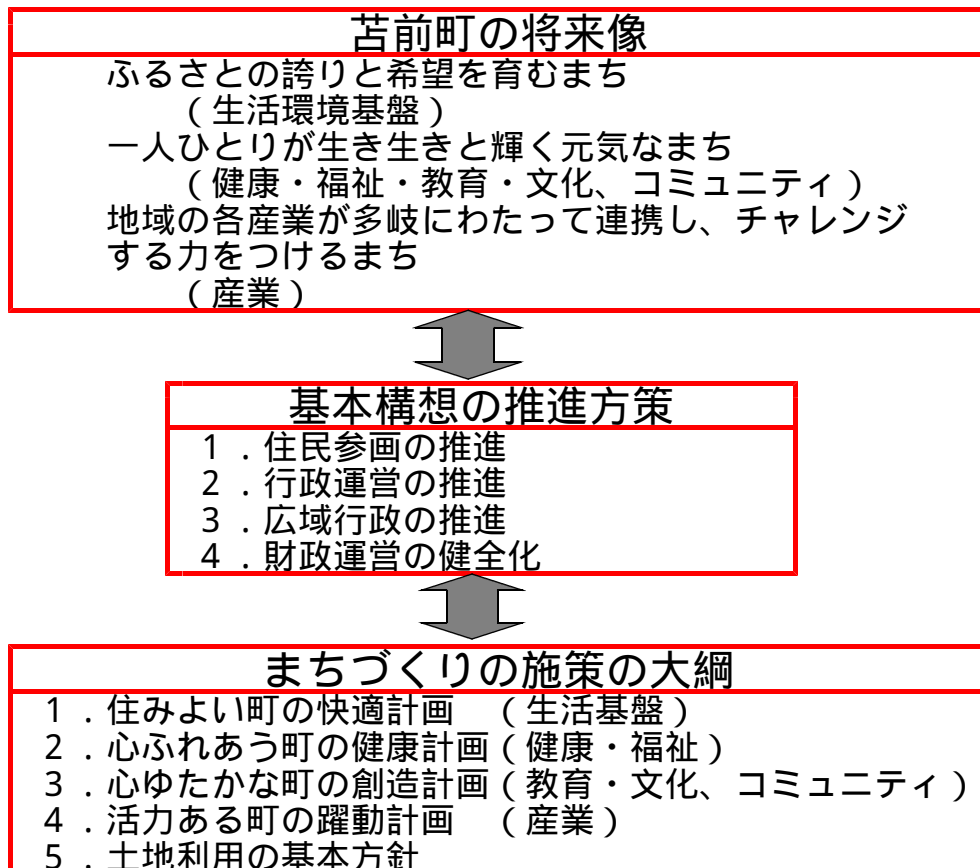 苫前町の将来像
ふるさとの誇りと希望を育むまち
（生活環境基盤）
一人ひとりが生き生きと輝く元気なまち
（健康・福祉・教育・文化、コミュニティ）
地域の各産業が多岐にわたって連携し、チャレンジ
する力をつけるまち
（産業）
基本構想の推進方策
１．住民参画の推進
２．行政運営の推進
３．広域行政の推進
４．財政運営の健全化
まちづくりの施策の大綱
１．住みよい町の快適計画　（生活基盤）
２．心ふれあう町の健康計画（健康・福祉）
３．心ゆたかな町の創造計画（教育・文化、コミュニティ）
４．活力ある町の躍動計画　（産業）
５．土地利用の基本方針